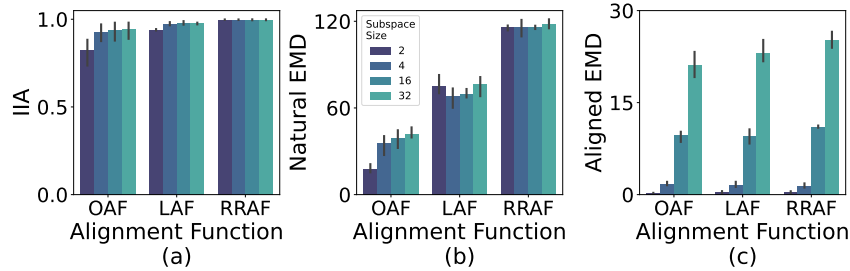 1.0
0.5
0.0
IIA
OAF LAF RRAF
Alignment Function
(a)
120
60
0
Natural EMD
Subspace
Size
2
4
16
32
OAF LAF RRAF
Alignment Function
(b)
30
15
0
Aligned EMD
OAF LAF RRAF
Alignment Function
(c)